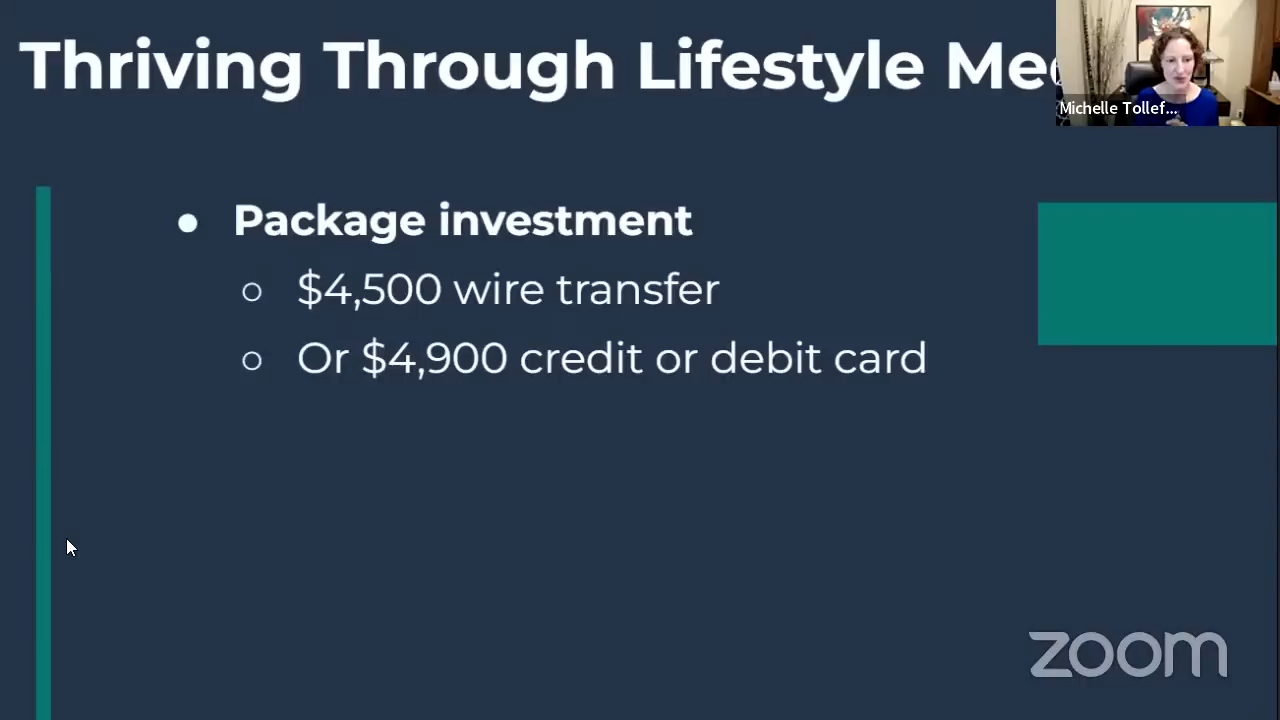 Thriving Through Lifestyle Me
Michelle Tollef...
● Package investment
○ $4,500 wire transfer
○ Or $4,900 credit or debit card
zoom